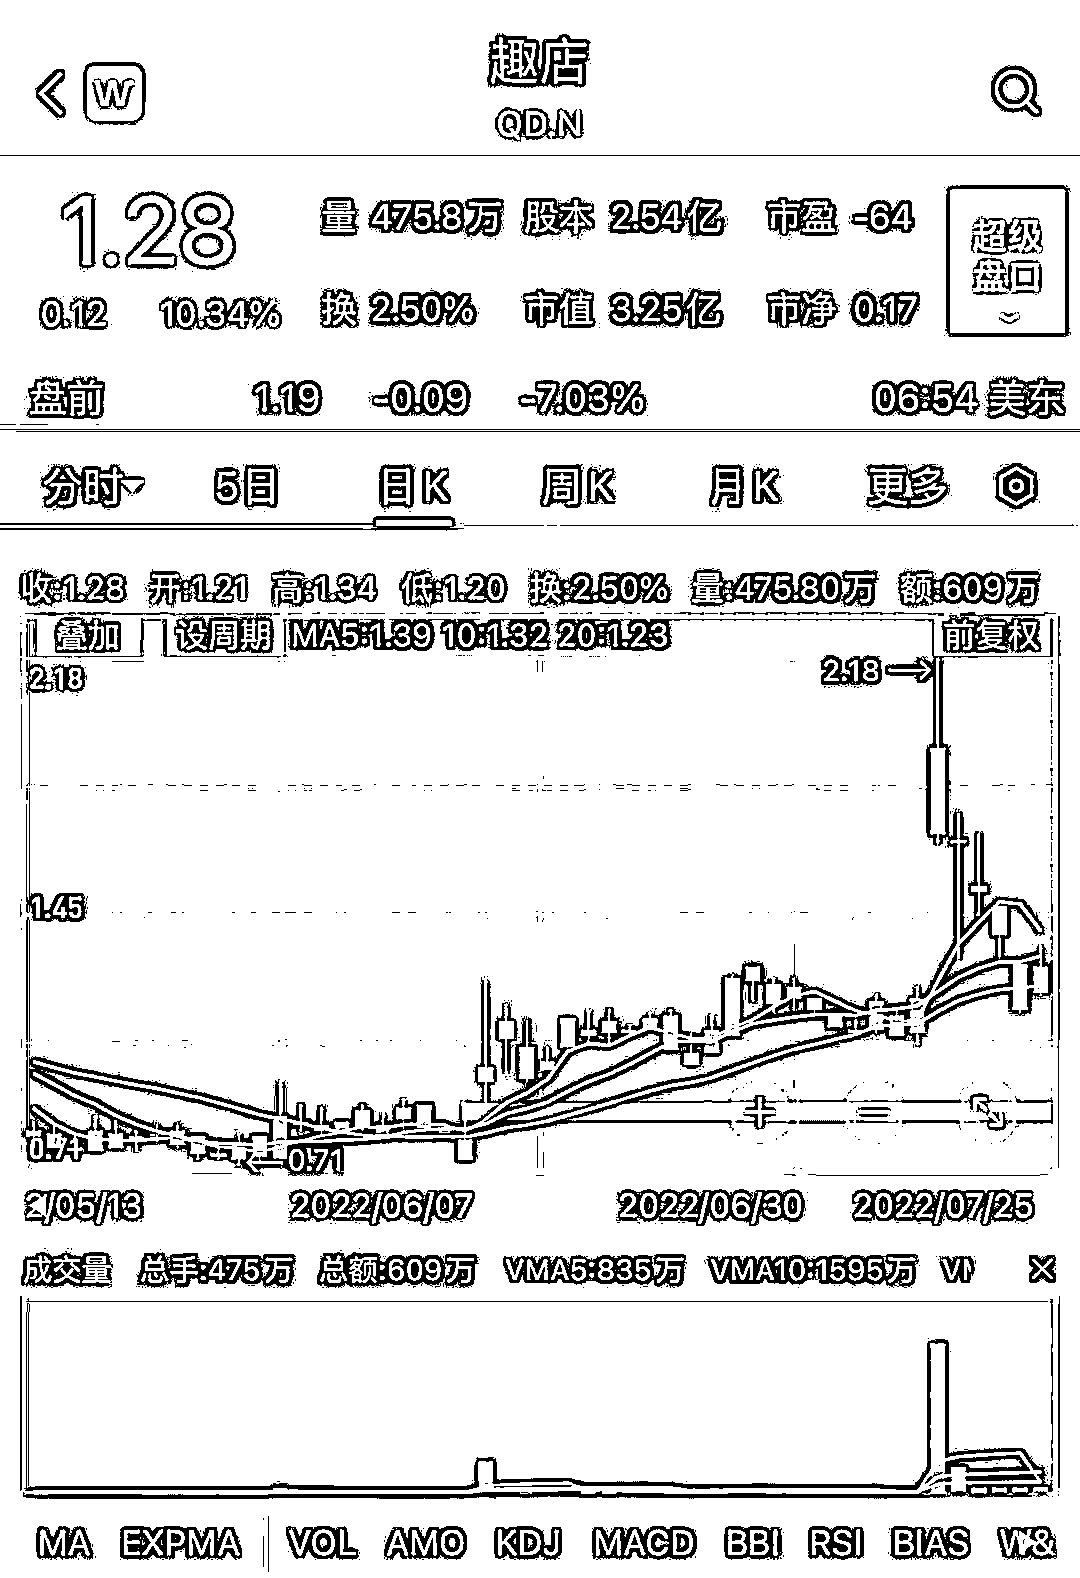 趣店
W
QD.N
1.28
量 475.8万 股本 2.54亿 市盈 -64
超级
盘口
0.12 10.34% 换 2.50% 市值 3.25亿 市净 0.17
盘前 1.19 -0.09 -7.03% 06:54 美东
分时 5日 日K 周K 月K 更多
收:1.28 开:1.21 高:1.34 低:1.20 换:2.50% 量:475.80万 额:609万
叠加 设周期 MA5:1.39 10:1.32 20:1.23 前复权
2.18
2.18
1.45
0.74
0.71
2/05/13 2022/06/07 2022/06/30 2022/07/25
成交量 总手:475万 总额:609万 VMA5:835万 VMA10:1595万
MA EXPMA VOL AMO KDJ MACD BBI RSI BIAS W&